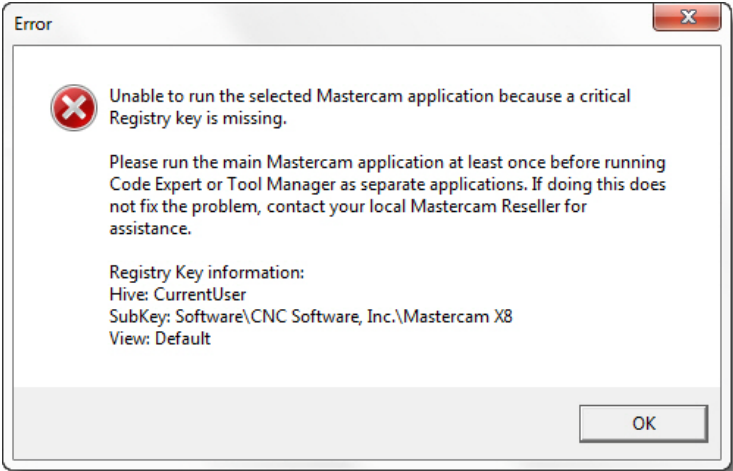 Error
Unable to run the selected Mastercam application because a critical
Registry key is missing.
Please run the main Mastercam application at least once before running
Code Expert or Tool Manager as separate applications. If doing this does
not fix the problem, contact your local Mastercam Reseller for
assistance.
Registry Key information:
Hive: CurrentUser
SubKey: Software\CNC Software, Inc.\Mastercam X8
View: Default
OK